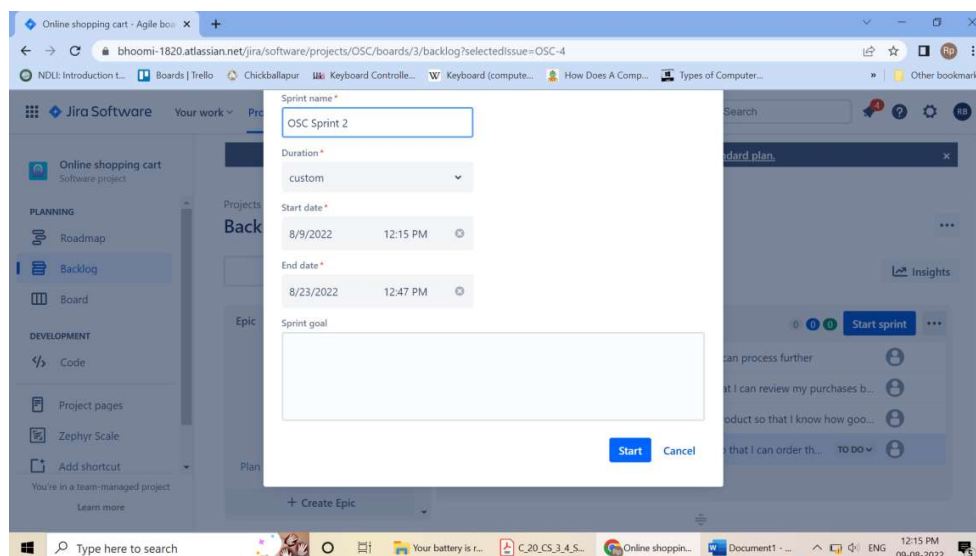 Online shopping cart - Agile boa
bhoomi-1820.atlassian.net/jira/software/projects/OSC/boards/3/backlog?selectedIssue=OSC-4
NDLI: Introduction t... Boards | Trello Chickballapur Keyboard Controlle... W Keyboard (compute... How Does A Comp... Types of Computer... » Other bookmark
Jira Software Your work Search 4 RB
Sprint name *
OSC Sprint 2
Duration *
custom
Start date *
8/9/2022 12:15 PM
End date *
8/23/2022 12:47 PM
Sprint goal
Start Cancel
Online shopping cart
Software project
PLANNING
Roadmap
Backlog
Board
DEVELOPMENT
Code
Project pages
Zephyr Scale
Add shortcut
You're in a team-managed project
Learn more
dard plan.
Projects
Back
Insights
Epic
0 0 0 Start sprint
can process further
at I can review my purchases b...
oduct so that I know how goo...
that I can order th... TO DO
Plan
+ Create Epic
Type here to search Your battery is r... C_20_CS_3_4_S... Online shoppin... Document1 - ... ENG 12:15 PM
09-08-2022